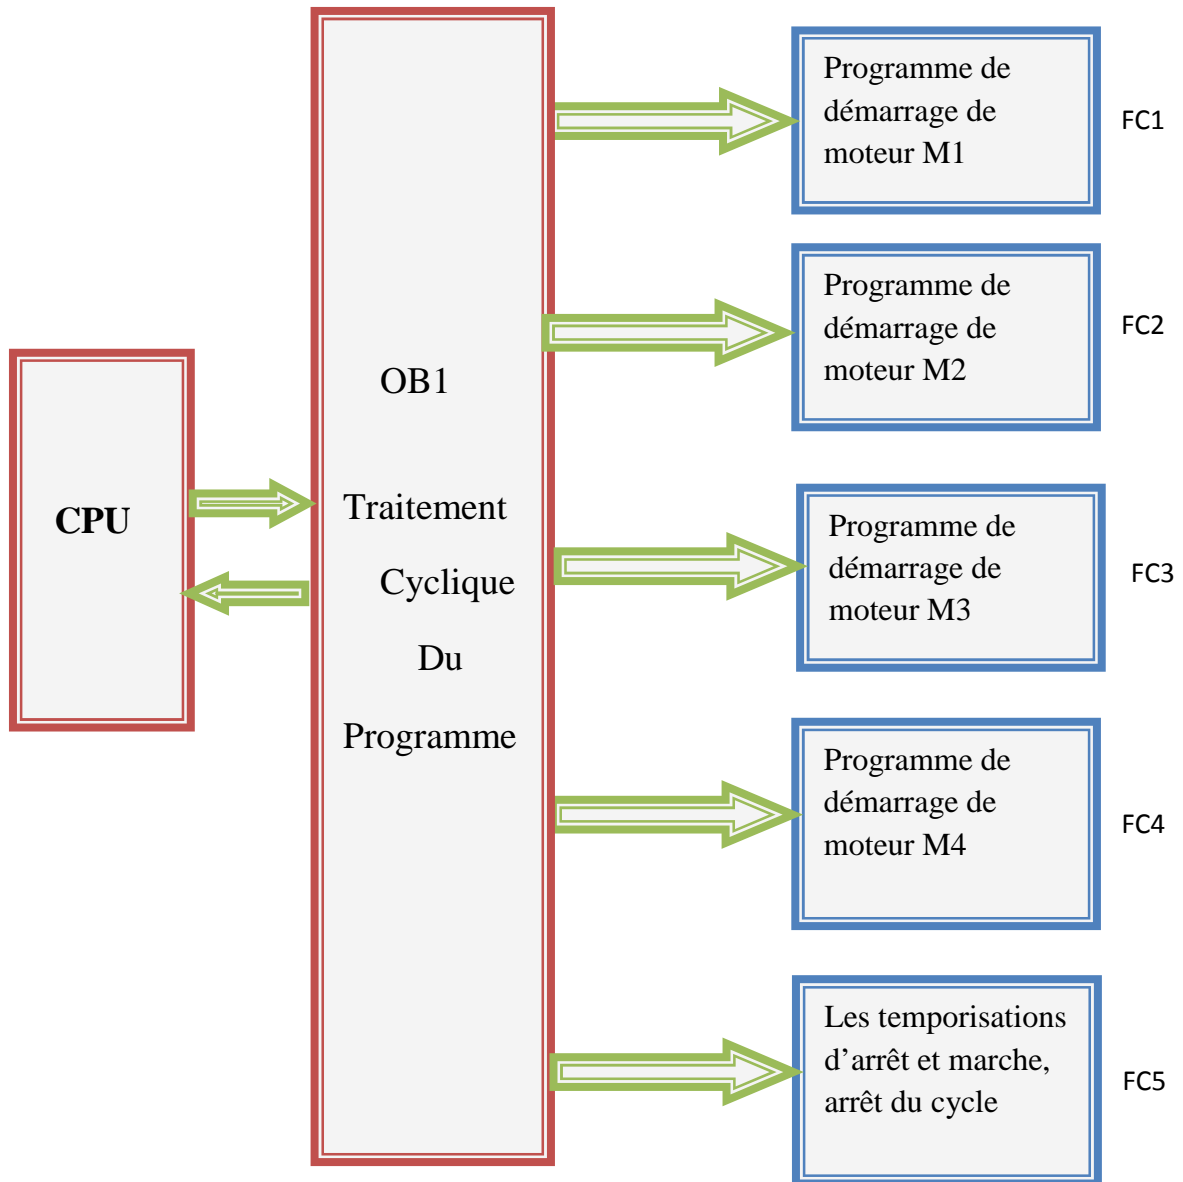 CPU
OB1
Traitement
Cyclique
Du
Programme
Programme de
démarrage de
moteur M1
FC1
Programme de
démarrage de
moteur M2
FC2
Programme de
démarrage de
moteur M3
FC3
Programme de
démarrage de
moteur M4
FC4
Les temporisations
d’arrêt et marche,
arrêt du cycle
FC5